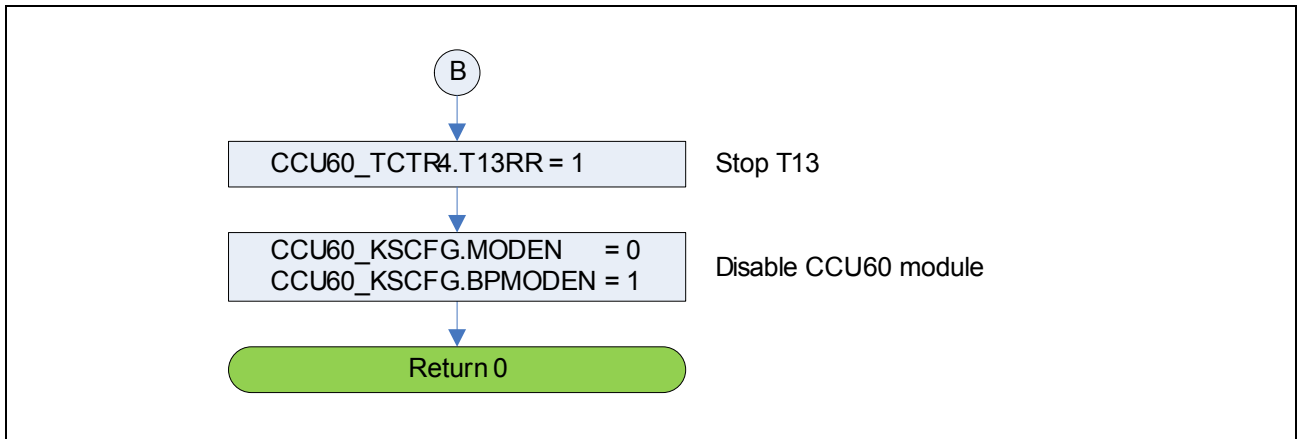 B
CCU60_TCTR4.T13RR = 1
Stop T13
CCU60_KSCFG.MODEN = 0
CCU60_KSCFG.BPMODEN = 1
Disable CCU60 module
Return 0